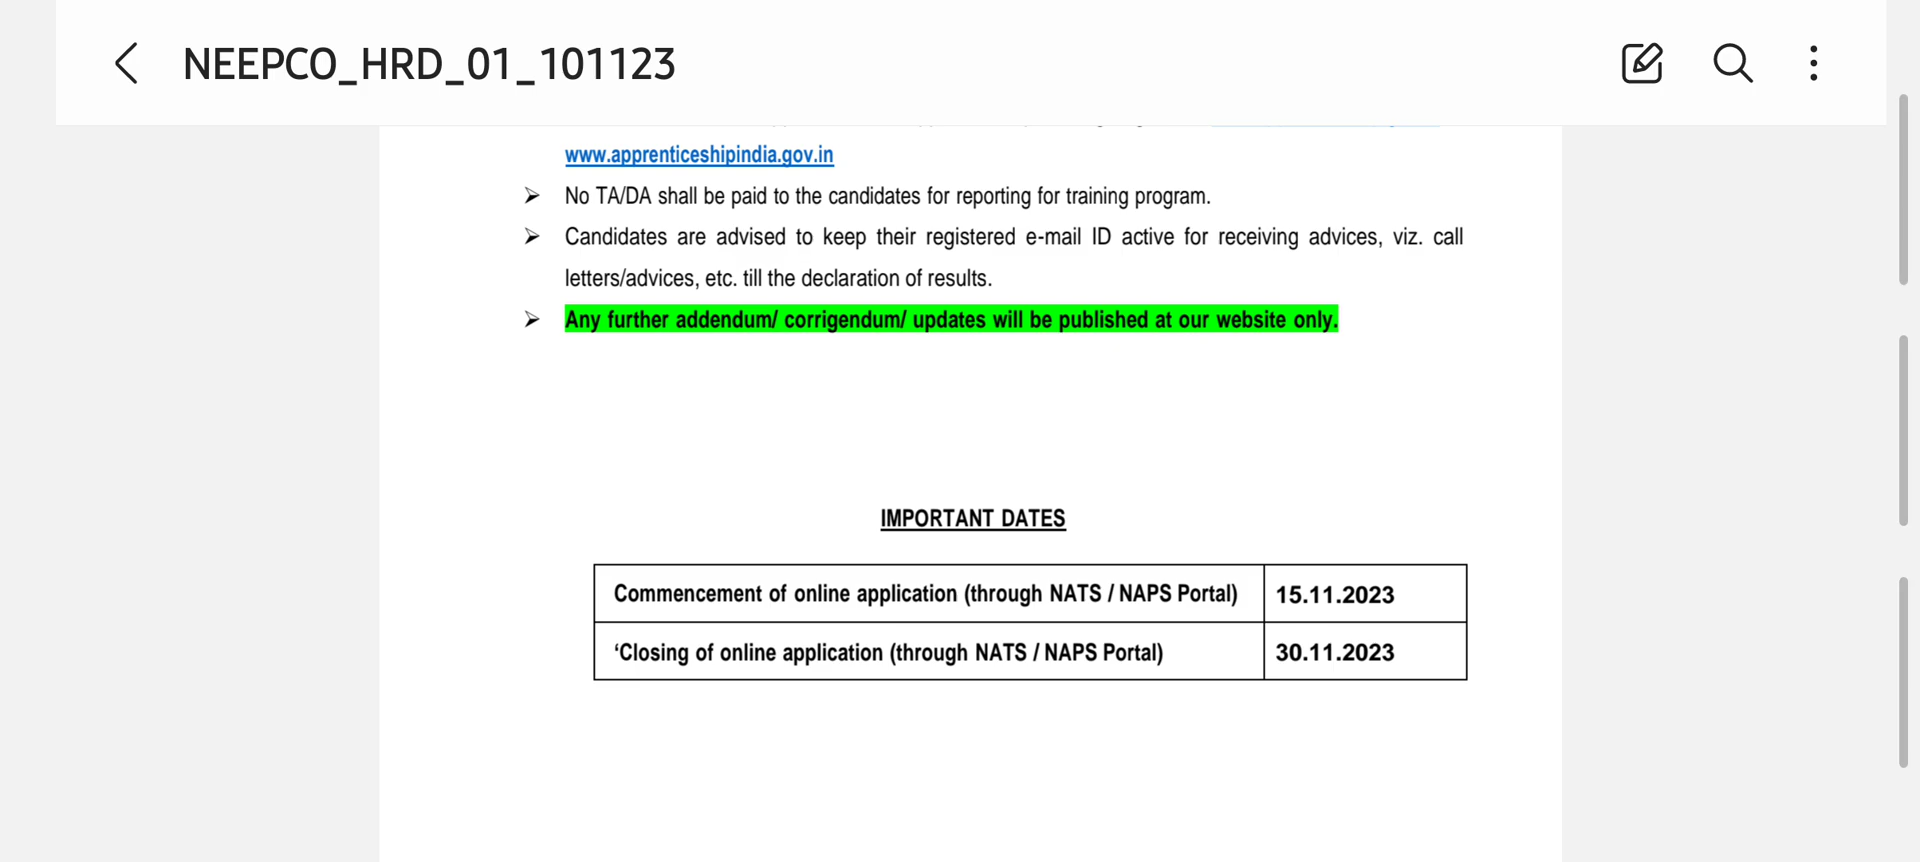 NEEPCO_HRD_01_101123
www.apprenticeshipindia.gov.in
➢ No TA/DA shall be paid to the candidates for reporting for training program.
➢ Candidates are advised to keep their registered e-mail ID active for receiving advices, viz. call
letters/advices, etc. till the declaration of results.
➢ Any further addendum/ corrigendum/ updates will be published at our website only.
IMPORTANT DATES
Commencement of online application (through NATS / NAPS Portal) 15.11.2023
‘Closing of online application (through NATS / NAPS Portal) 30.11.2023